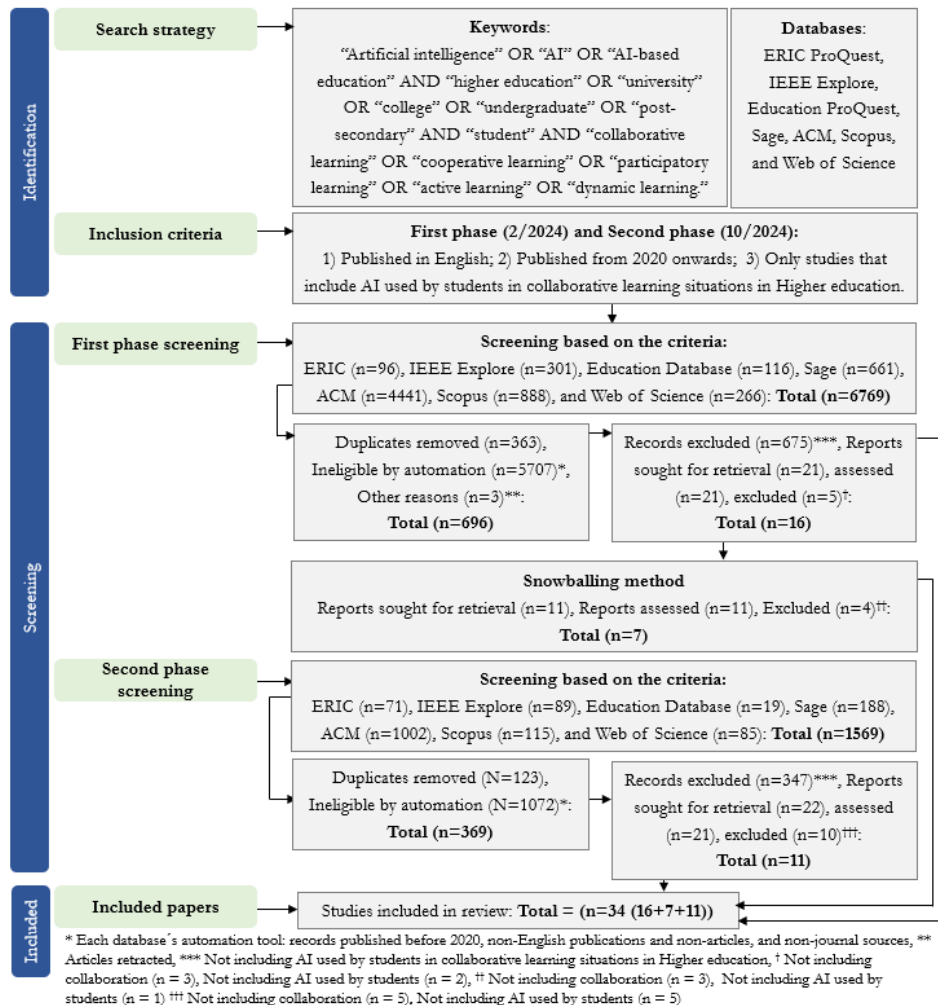 Identification
Search strategy
Keywords:
“Artificial intelligence” OR “AI” OR “AI-based
education” AND “higher education” OR “university”
OR “college” OR “undergraduate” OR “post-
secondary” AND “student” AND “collaborative
learning” OR “cooperative learning” OR “participatory
learning” OR “active learning” OR “dynamic learning.”
Databases:
ERIC ProQuest,
IEEE Explore,
Education ProQuest,
Sage, ACM, Scopus,
and Web of Science
Inclusion criteria
First phase (2/2024) and Second phase (10/2024):
1) Published in English; 2) Published from 2020 onwards; 3) Only studies that
include AI used by students in collaborative learning situations in Higher education.
Screening
First phase screening
Screening based on the criteria:
ERIC (n=96), IEEE Explore (n=301), Education Database (n=116), Sage (n=661),
ACM (n=4441), Scopus (n=888), and Web of Science (n=266): Total (n=6769)
Duplicates removed (n=363),
Ineligible by automation (n=5707)*,
Other reasons (n=3)**:
Total (n=696)
Records excluded (n=675)***, Reports
sought for retrieval (n=21), assessed
(n=21), excluded (n=5)†:
Total (n=16)
Snowballing method
Reports sought for retrieval (n=11), Reports assessed (n=11), Excluded (n=4)††:
Total (n=7)
Second phase
screening
Screening based on the criteria:
ERIC (n=71), IEEE Explore (n=89), Education Database (n=19), Sage (n=188),
ACM (n=1002), Scopus (n=115), and Web of Science (n=85): Total (n=1569)
Duplicates removed (N=123),
Ineligible by automation (N=1072)*:
Total (n=369)
Records excluded (n=347)***, Reports
sought for retrieval (n=22), assessed
(n=21), excluded (n=10)†††:
Total (n=11)
Included
Included papers
Studies included in review: Total = (n=34 (16+7+11))
* Each database´s automation tool: records published before 2020, non-English publications and non-articles, and non-journal sources, **
Articles retracted, *** Not including AI used by students in collaborative learning situations in Higher education, † Not including
collaboration (n = 3), Not including AI used by students (n = 2), †† Not including collaboration (n = 3), Not including AI used by
students (n = 1) ††† Not including collaboration (n = 5), Not including AI used by students (n = 5)